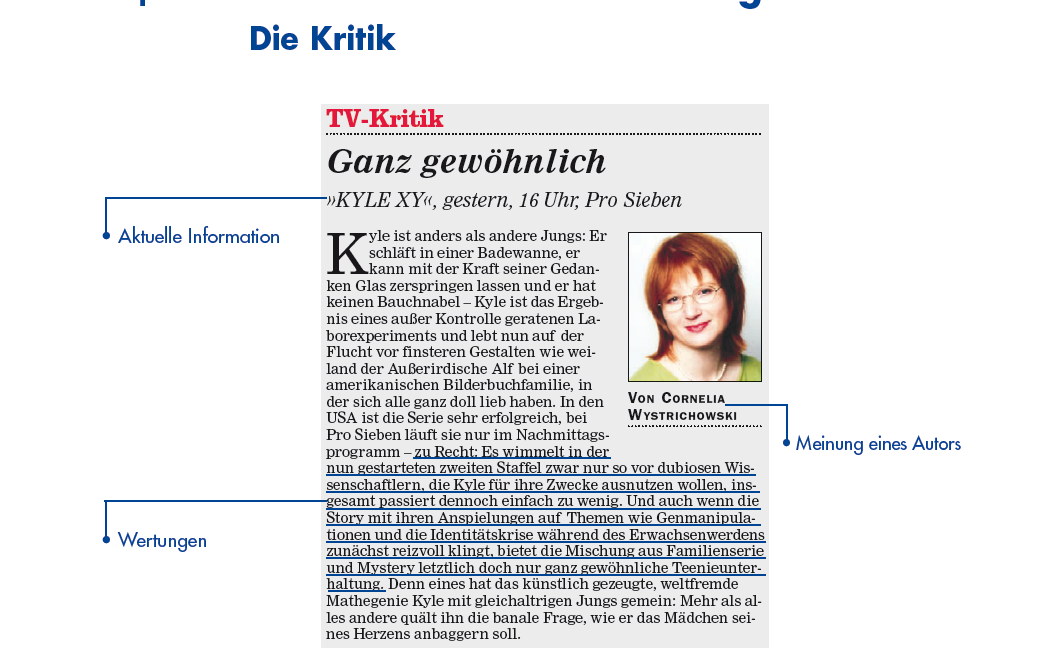 Die Kritik
TV-Kritik
Ganz gewöhnlich
»KYLE XY«, gestern, 16 Uhr, Pro Sieben
Aktuelle Information
Kyle ist anders als andere Jungs: Er
schläft in einer Badewanne, er
kann mit der Kraft seiner Gedan-
ken Glas zerspringen lassen und er hat
keinen Bauchnabel – Kyle ist das Ergeb-
nis eines außer Kontrolle geratenen La-
borexperiments und lebt nun auf der
Flucht vor finsteren Gestalten wie wei-
land der Außerirdische Alf bei einer
amerikanischen Bilderbuchfamilie, in
der sich alle ganz doll lieb haben. In den
USA ist die Serie sehr erfolgreich, bei
Pro Sieben läuft sie nur im Nachmittags-
programm – zu Recht: Es wimmelt in der
nun gestarteten zweiten Staffel zwar nur so vor dubiosen Wis-
senschaftlern, die Kyle für ihre Zwecke ausnutzen wollen, ins-
gesamt passiert dennoch einfach zu wenig. Und auch wenn die
Story mit ihren Anspielungen auf Themen wie Genmanipula-
tionen und die Identitätskrise während des Erwachsenwerdens
zunächst reizvoll klingt, bietet die Mischung aus Familienserie
und Mystery letztlich doch nur ganz gewöhnliche Teenieunter-
haltung. Denn eines hat das künstlich gezeugte, weltfremde
Mathegenie Kyle mit gleichaltrigen Jungs gemein: Mehr als al-
les andere quält ihn die banale Frage, wie er das Mädchen sei-
nes Herzens anbaggern soll.
VON CORNELIA
WYSTRICHOWSKI
Meinung eines Autors
Wertungen